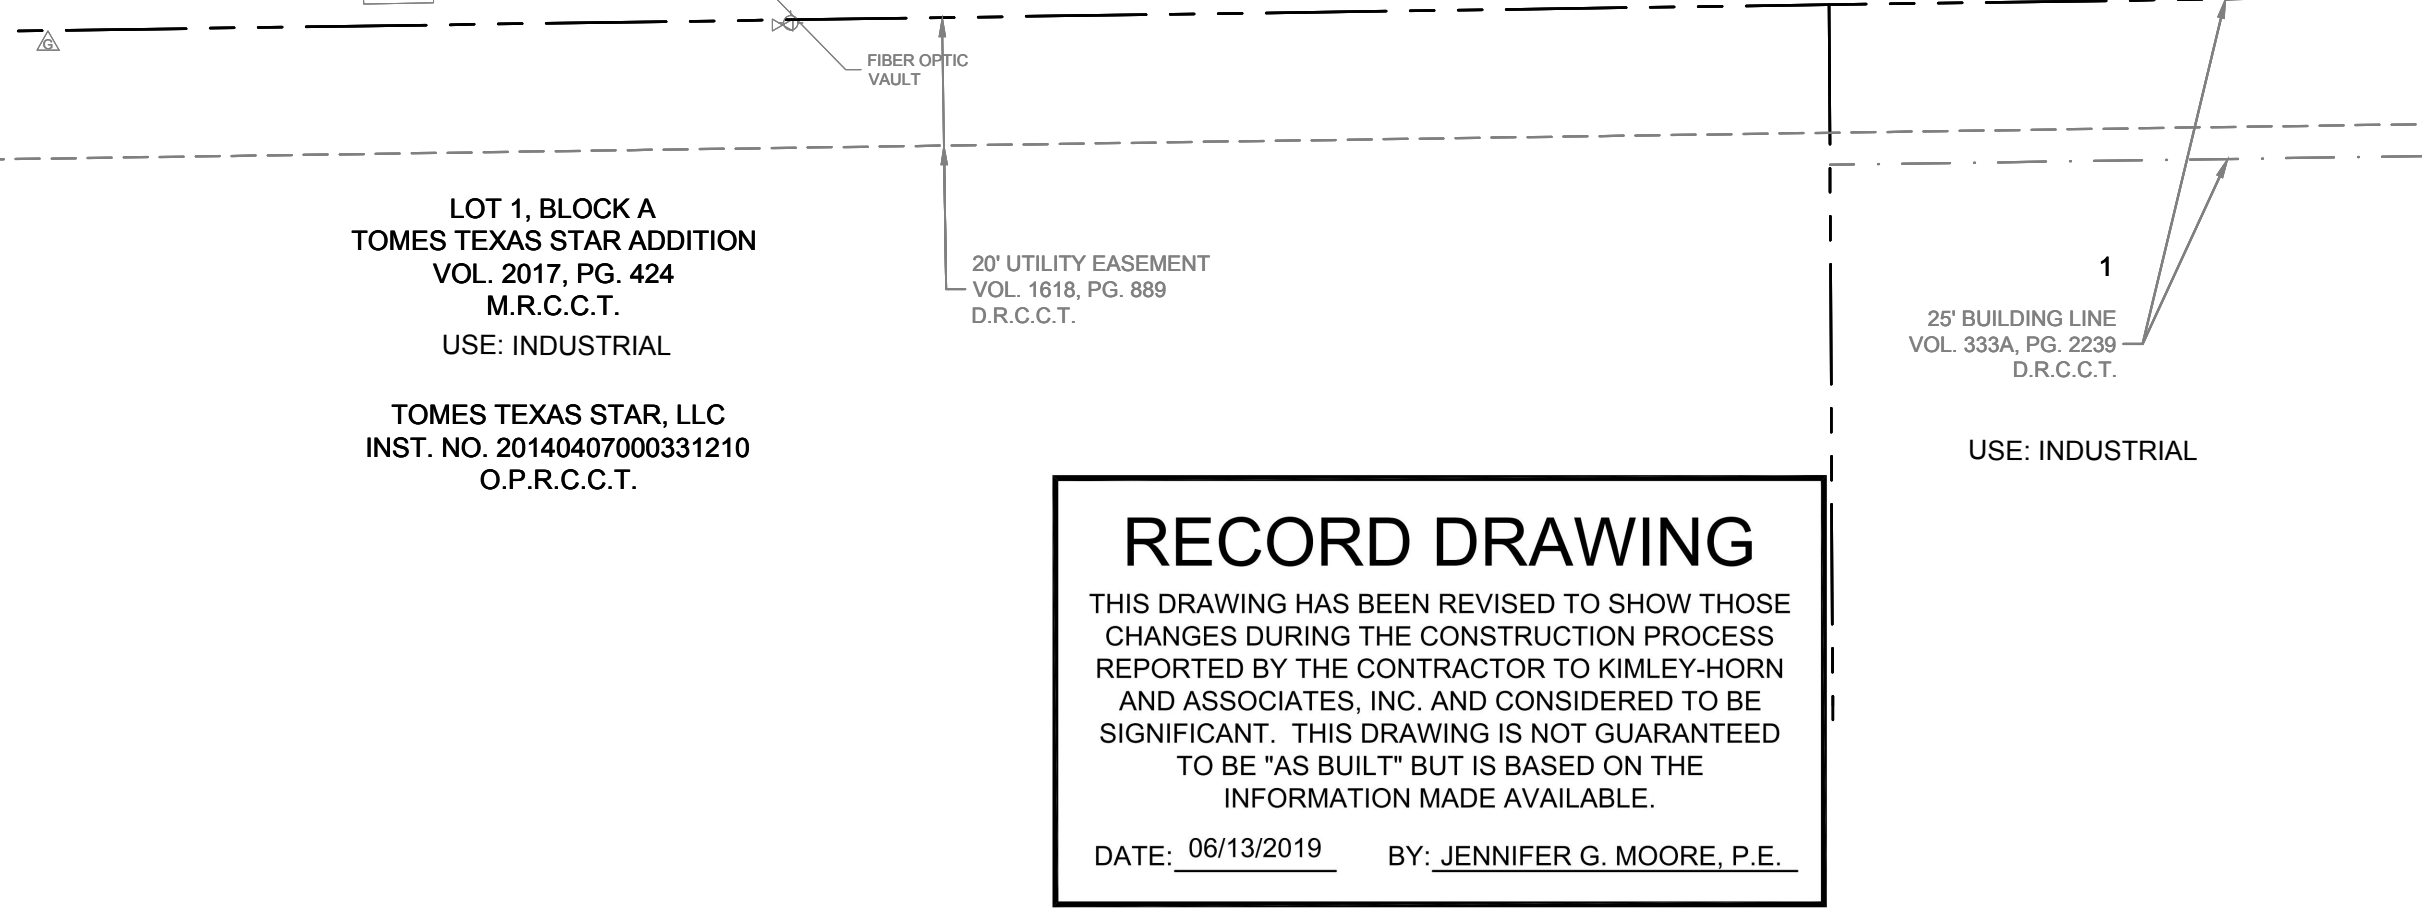 G
FIBER OPTIC
VAULT
LOT 1, BLOCK A
TOMES TEXAS STAR ADDITION
VOL. 2017, PG. 424
M.R.C.C.T.
USE: INDUSTRIAL
TOMES TEXAS STAR, LLC
INST. NO. 20140407000331210
O.P.R.C.C.T.
20' UTILITY EASEMENT
VOL. 1618, PG. 889
D.R.C.C.T.
1
25' BUILDING LINE
VOL. 333A, PG. 2239
D.R.C.C.T.
USE: INDUSTRIAL
RECORD DRAWING
THIS DRAWING HAS BEEN REVISED TO SHOW THOSE
CHANGES DURING THE CONSTRUCTION PROCESS
REPORTED BY THE CONTRACTOR TO KIMLEY-HORN
AND ASSOCIATES, INC. AND CONSIDERED TO BE
SIGNIFICANT.  THIS DRAWING IS NOT GUARANTEED
TO BE "AS BUILT" BUT IS BASED ON THE
INFORMATION MADE AVAILABLE.
DATE: 06/13/2019 BY: JENNIFER G. MOORE, P.E.